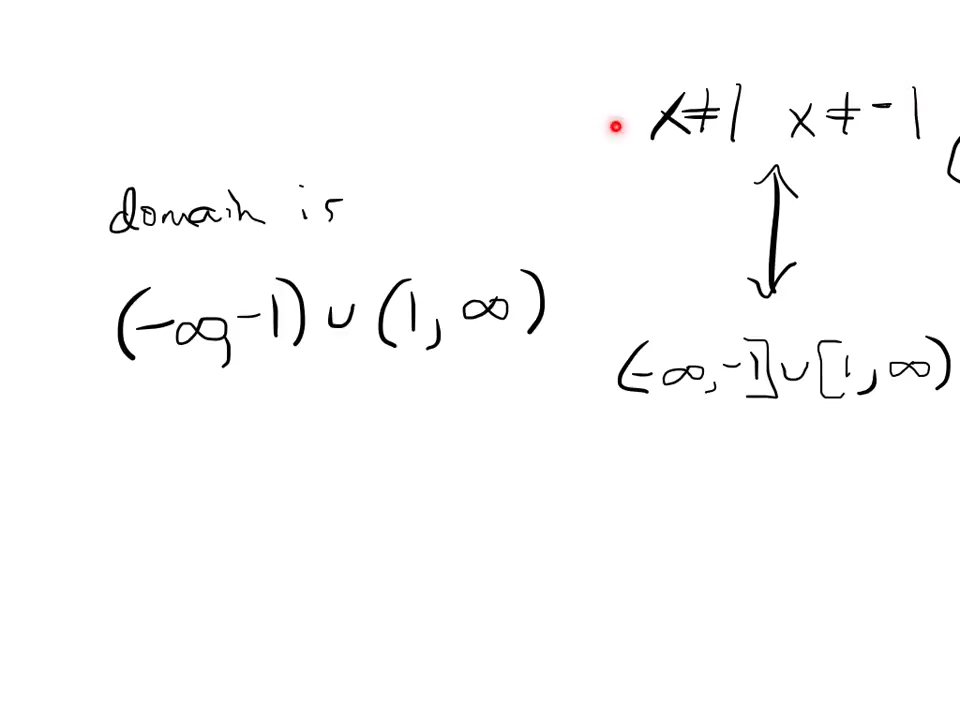 x≠1 x≠-1
domain is
(-∞,-1)∪(1,∞)
(-∞,-1]∪[1,∞)